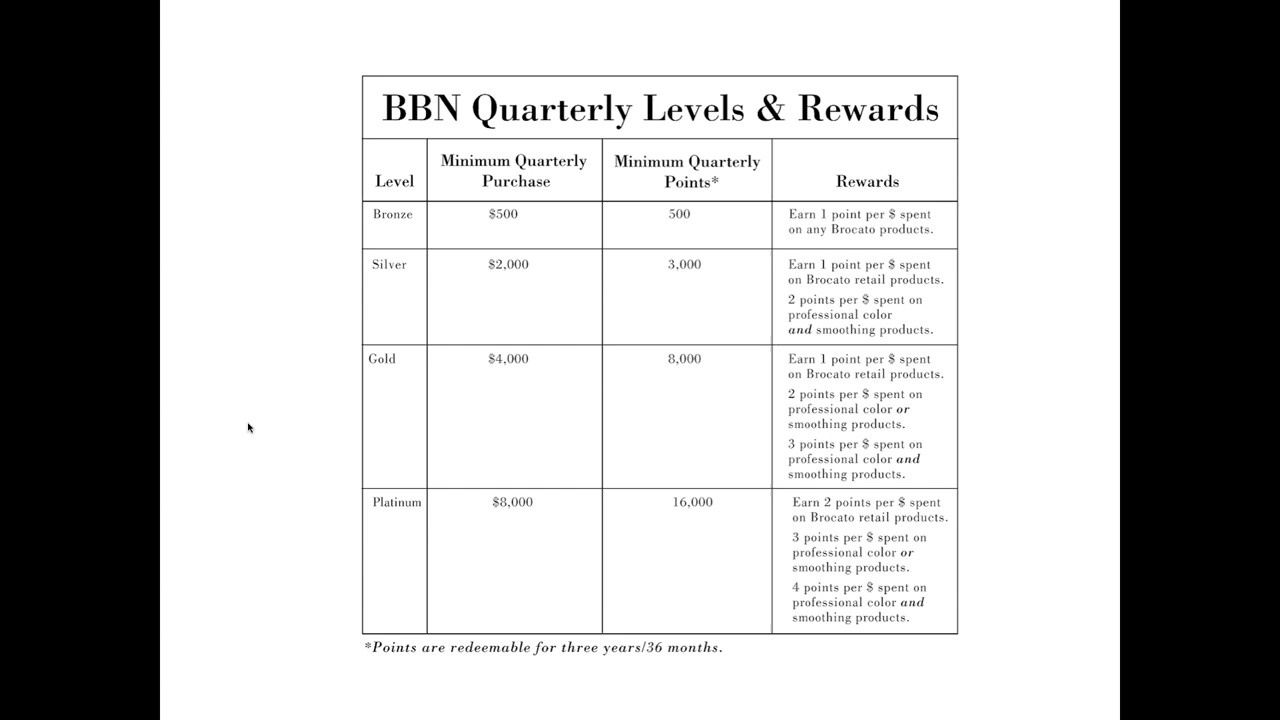 BBN Quarterly Levels & Rewards
Level
Minimum Quarterly
Purchase
Minimum Quarterly
Points*
Rewards
Bronze
$500
500
Earn 1 point per $ spent
on any Brocato products.
Silver
$2,000
3,000
Earn 1 point per $ spent
on Brocato retail products.
2 points per $ spent on
professional color
and smoothing products.
Gold
$4,000
8,000
Earn 1 point per $ spent
on Brocato retail products.
2 points per $ spent on
professional color or
smoothing products.
3 points per $ spent on
professional color and
smoothing products.
Platinum
$8,000
16,000
Earn 2 points per $ spent
on Brocato retail products.
3 points per $ spent on
professional color or
smoothing products.
4 points per $ spent on
professional color and
smoothing products.
*Points are redeemable for three years/36 months.